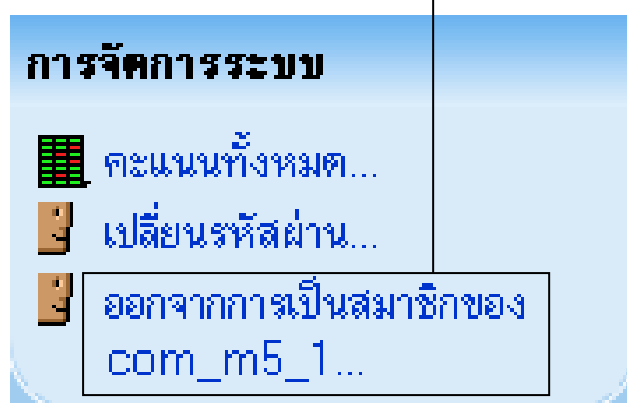 การจัดการระบบ
คะแนนทั้งหมด...
เปลี่ยนรหัสผ่าน...
ออกจากการเป็นสมาชิกของ
com_m5_1...